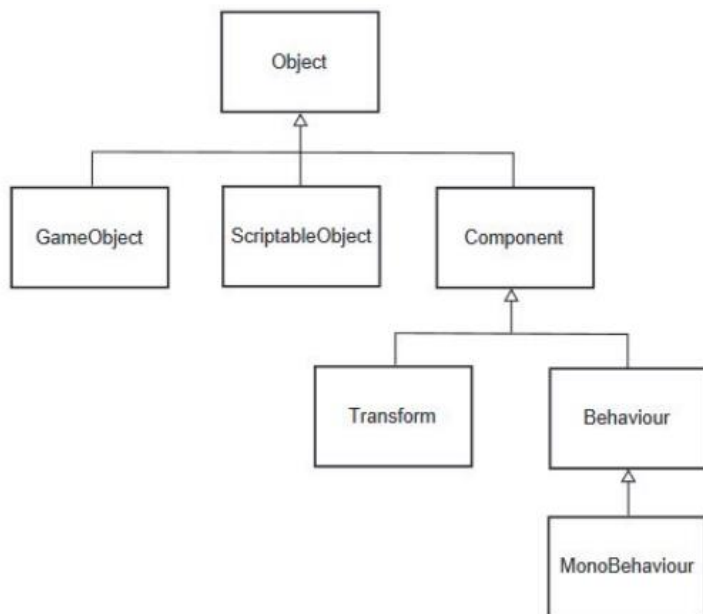 Object
GameObject
ScriptableObject
Component
Transform
Behaviour
MonoBehaviour